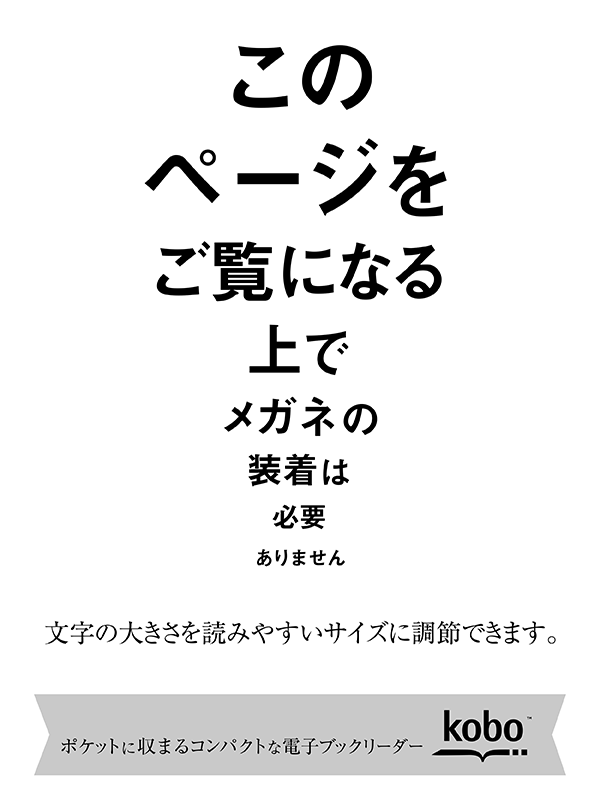 この
ページを
ご覧になる
上で
メガネの
装着は
必要
ありません
文字の大きさを読みやすいサイズに調節できます。
ポケットに収まるコンパクトな電子ブックリーダー
kobo™